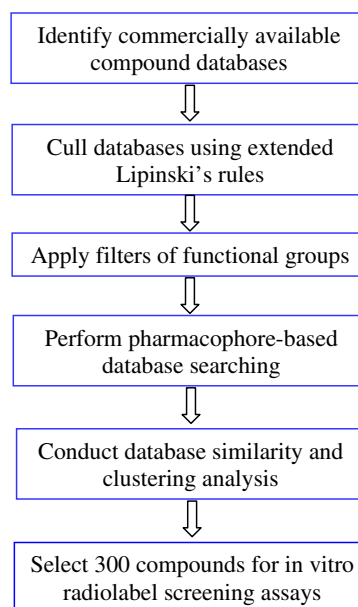 Identify commercially available
compound databases
Cull databases using extended
Lipinski's rules
Apply filters of functional groups
Perform pharmacophore-based
database searching
Conduct database similarity and
clustering analysis
Select 300 compounds for in vitro
radiolabel screening assays